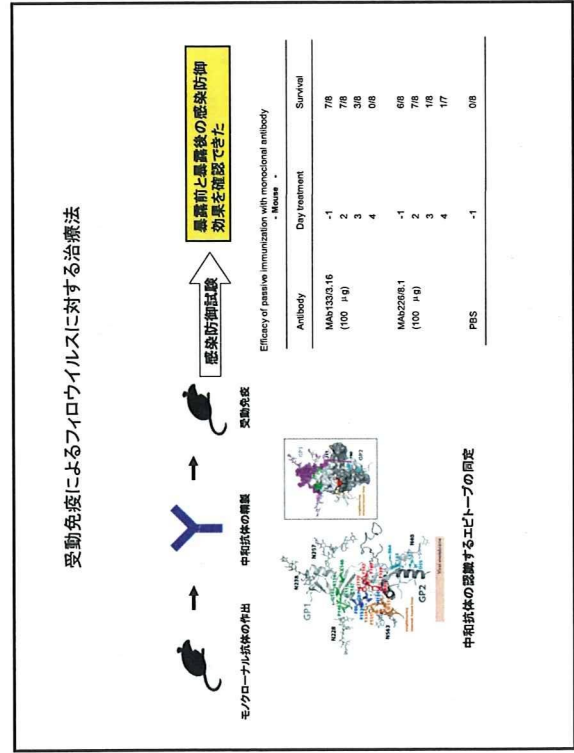 受動免疫によるフィロウイルスに対する治療法
モノクローナル抗体の作出
中和抗体の精製
受動免疫
感染防御試験
暴露前と暴露後の感染防御
効果を確認できた
Efficacy of passive immunization with monoclonal antibody
- Mouse -
Antibody Day treatment Survival
MAb133/3.16 -1 7/8
(100 μg) 2 7/8
3 3/8
4 0/8
MAb226/8.1 -1 6/8
(100 μg) 2 7/8
3 1/8
4 1/7
PBS -1 0/8
GP1
N238
N257
N228
N563
GP2
N40
GP1
GP2
中和抗体の認識するエピトープの同定